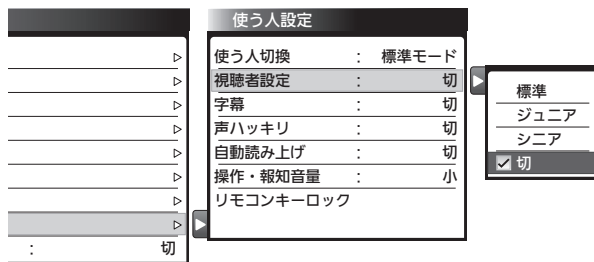 使う人設定
使う人切換 : 標準モード
視聴者設定 : 切
字幕 : 切
声ハッキリ : 切
自動読み上げ : 切
操作・報知音量 : 小
リモコンキーロック
: 切
標準
ジュニア
シニア
切